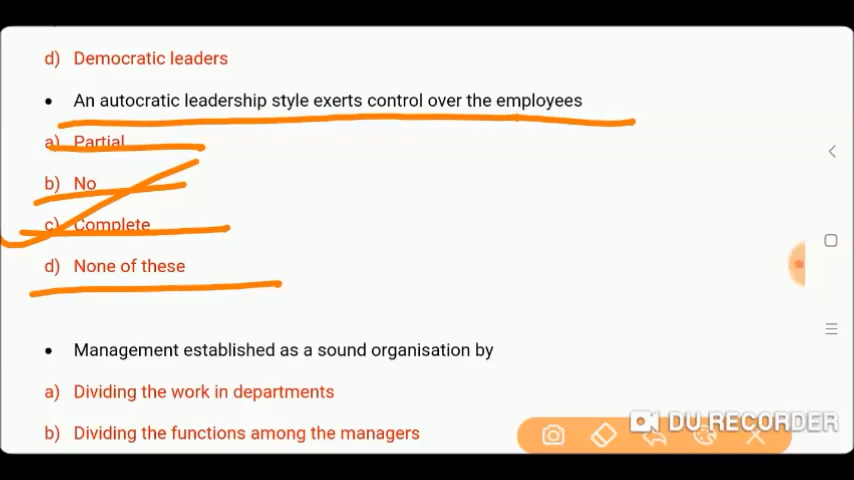 d) Democratic leaders
• An autocratic leadership style exerts control over the employees
a) Partial
b) No
c) Complete
d) None of these
• Management established as a sound organisation by
a) Dividing the work in departments
b) Dividing the functions among the managers
DU RECORDER